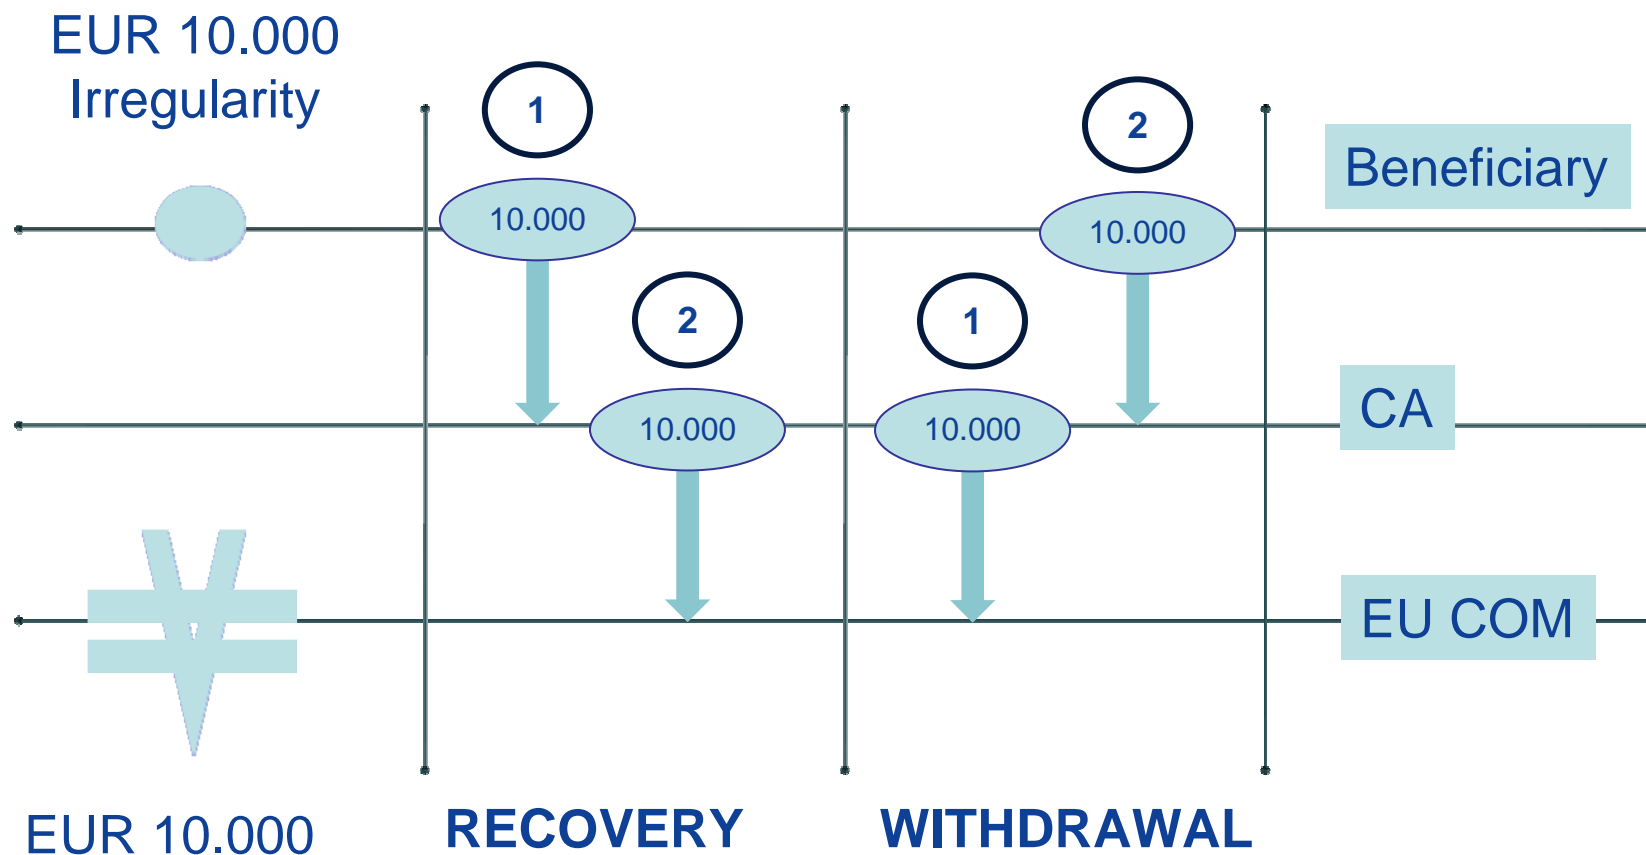 EUR 10.000
Irregularity
1
2
Beneficiary
10.000
10.000
2
1
CA
10.000
10.000
EU COM
EUR 10.000
RECOVERY
WITHDRAWAL